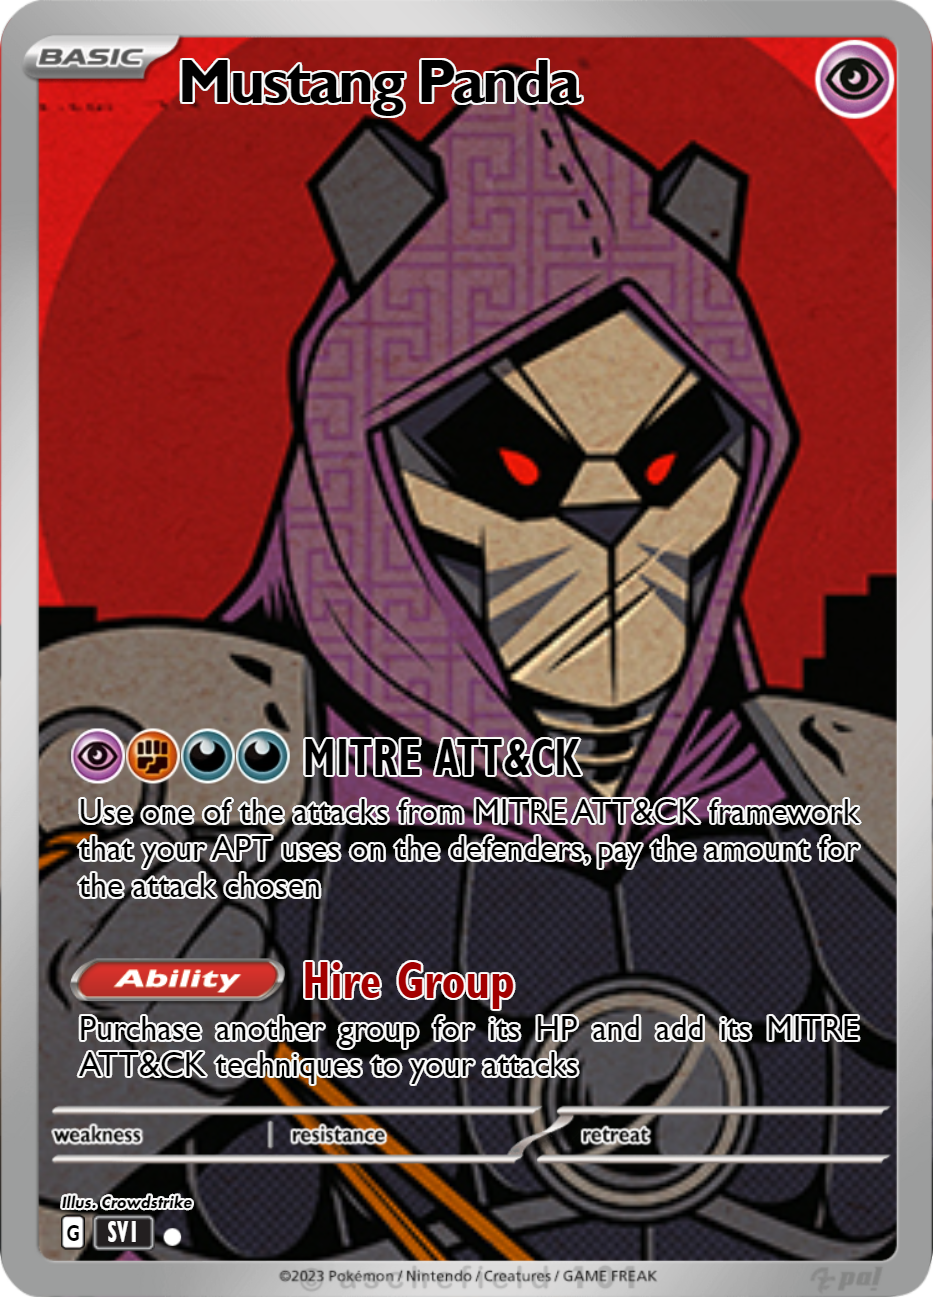 BASIC
Mustang Panda
MITRE ATT&CK
Use one of the attacks from MITRE ATT&CK framework
that your APT uses on the defenders, pay the amount for
the attack chosen
Ability Hire Group
Purchase another group for its HP and add its MITRE
ATT&CK techniques to your attacks
weakness | resistance retreat
Illus. Crowdstrike
G SVI
©2023 Pokémon / Nintendo / Creatures / GAME FREAK